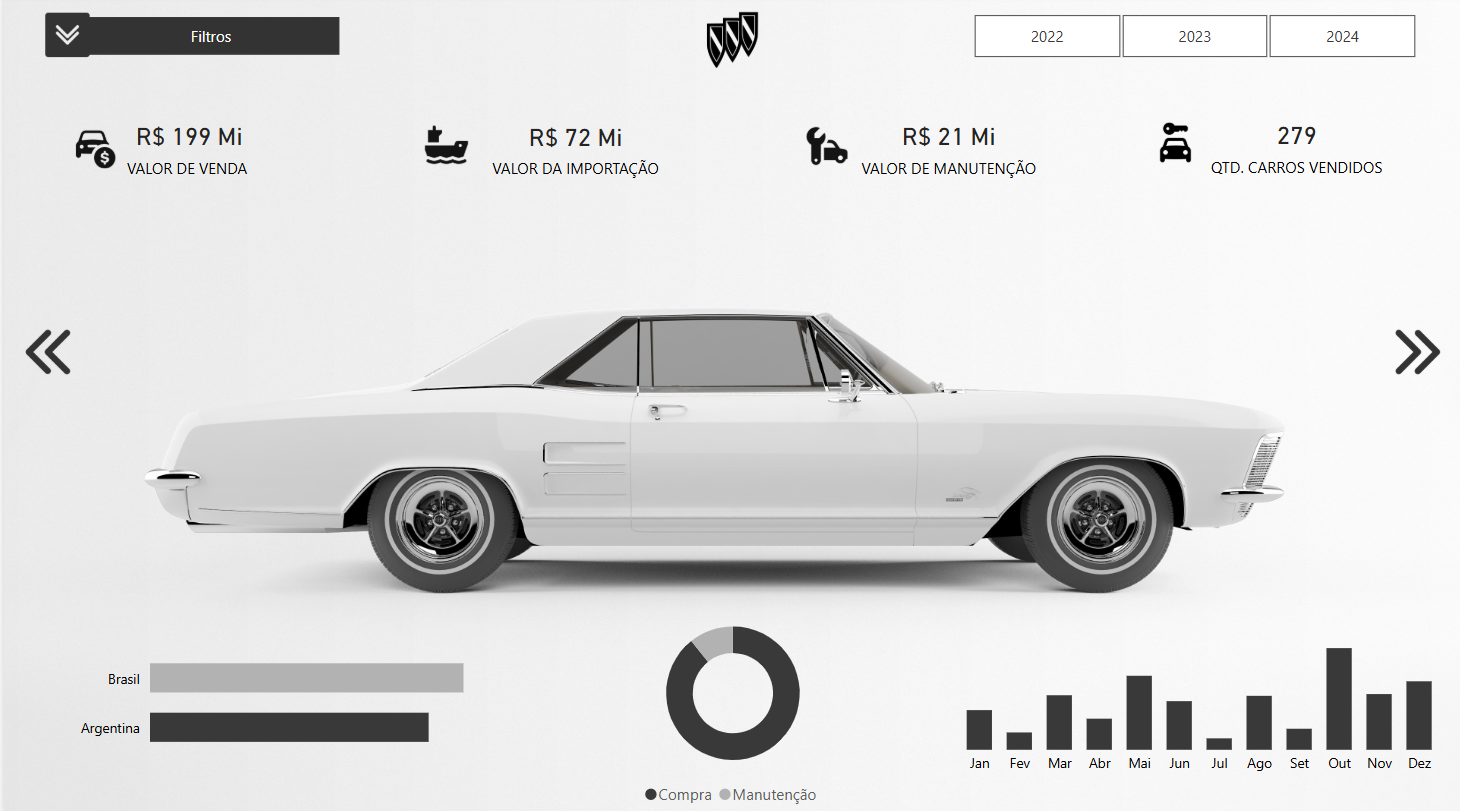 Filtros
2022
2023
2024
R$ 199 Mi
VALOR DE VENDA
R$ 72 Mi
VALOR DA IMPORTAÇÃO
R$ 21 Mi
VALOR DE MANUTENÇÃO
279
QTD. CARROS VENDIDOS
Brasil
Argentina
Compra
Manutenção
Jan
Fev
Mar
Abr
Mai
Jun
Jul
Ago
Set
Out
Nov
Dez